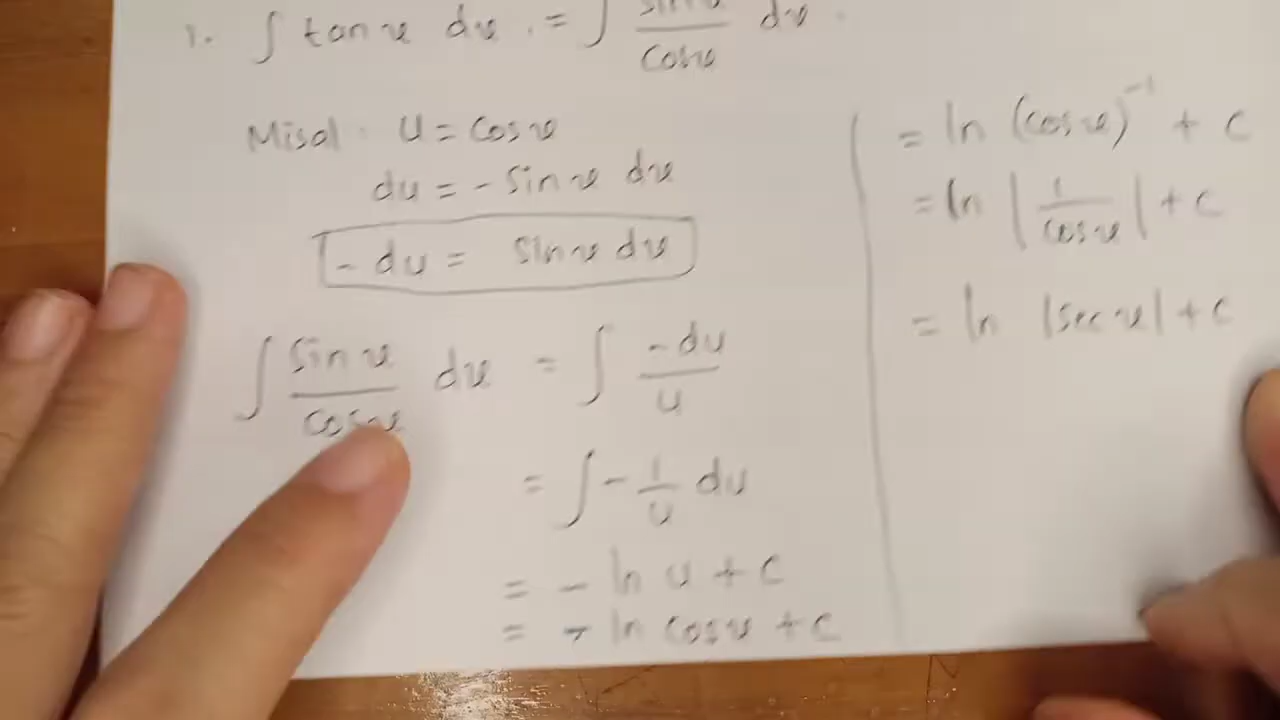 1. ∫ tan x dx = ∫ sin x / cos x dx
Misal : u = cos x
du = - sin x dx
- du = sin x dx
∫ sin x / cos x dx = ∫ -du / u
= ∫ - 1/u du
= - ln u + c
= - ln cos x + c
= ln (cos x)^-1 + c
= ln | 1 / cos x | + c
= ln |sec x| + c